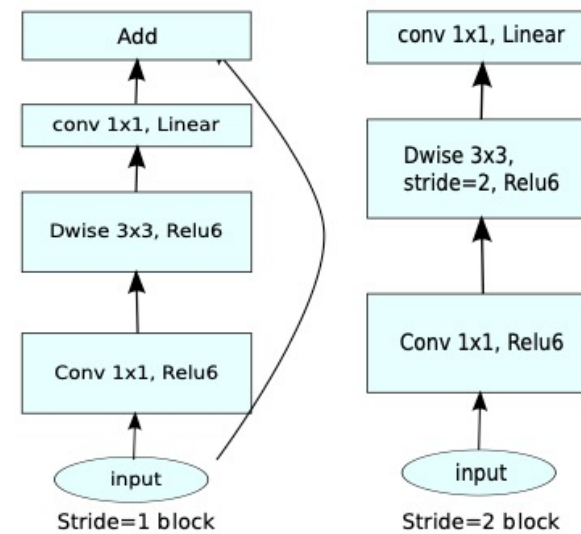 Add
conv 1x1, Linear
Dwise 3x3, Relu6
Conv 1x1, Relu6
input
Stride=1 block
conv 1x1, Linear
Dwise 3x3,
stride=2, Relu6
Conv 1x1, Relu6
input
Stride=2 block